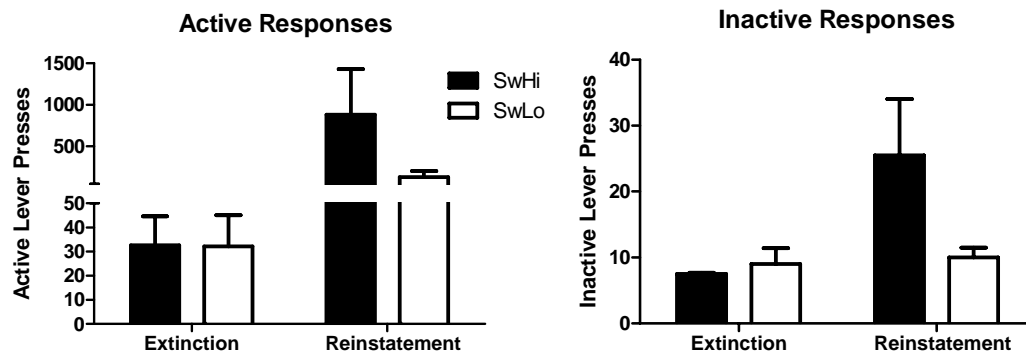 Active Responses
Active Lever Presses
1500
1000
500
50
40
30
20
10
0
Extinction
Reinstatement
SwHi
SwLo
Inactive Responses
Inactive Lever Presses
40
30
20
10
0
Extinction
Reinstatement